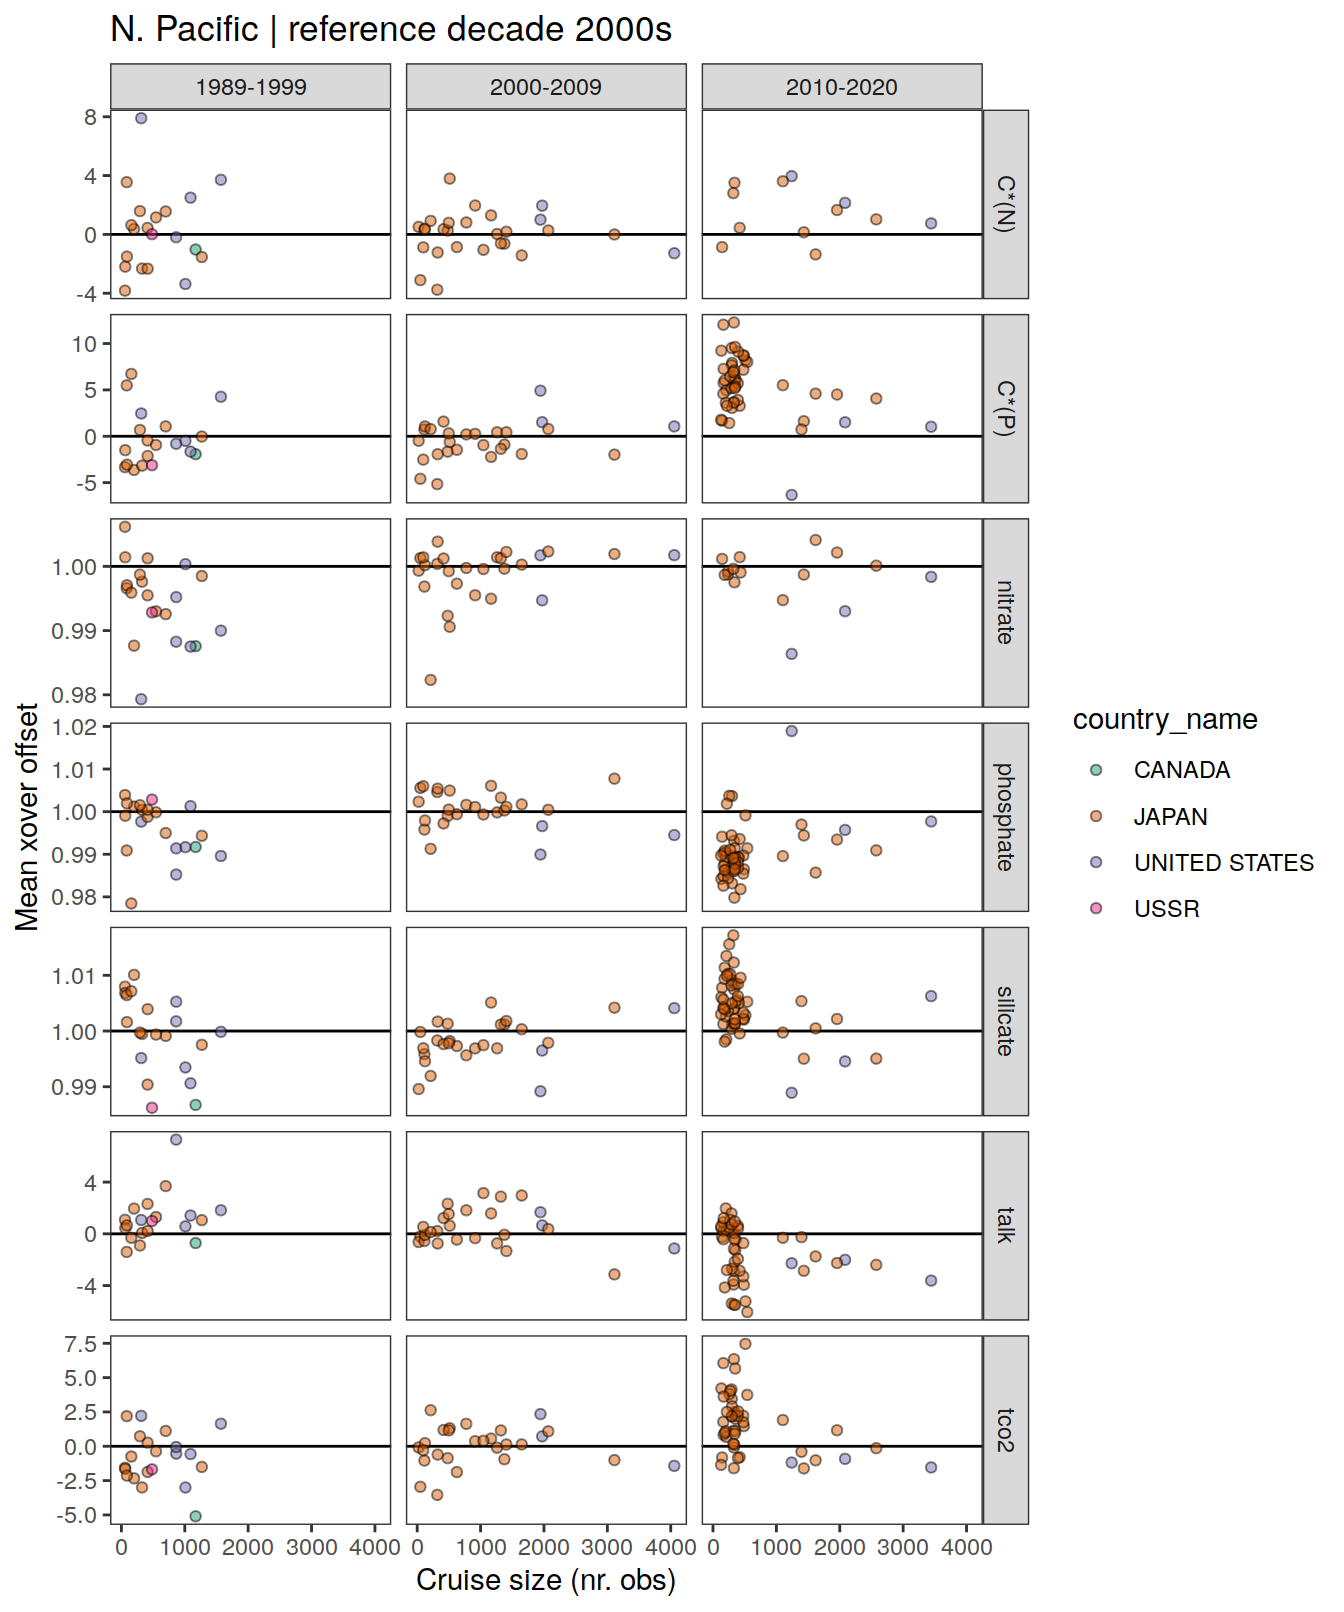 N. Pacific | reference decade 2000s
1989-1999 2000-2009 2010-2020
8
4
0
-4
C*(N)
10
5
0
-5
C*(P)
1.00
0.99
0.98
nitrate
1.02
1.01
1.00
0.99
0.98
phosphate
1.01
1.00
0.99
silicate
4
0
-4
talk
7.5
5.0
2.5
0.0
-2.5
-5.0
tco2
0 1000 2000 3000 4000 0 1000 2000 3000 4000 0 1000 2000 3000 4000
Cruise size (nr. obs)
Mean xover offset
country_name
CANADA
JAPAN
UNITED STATES
USSR